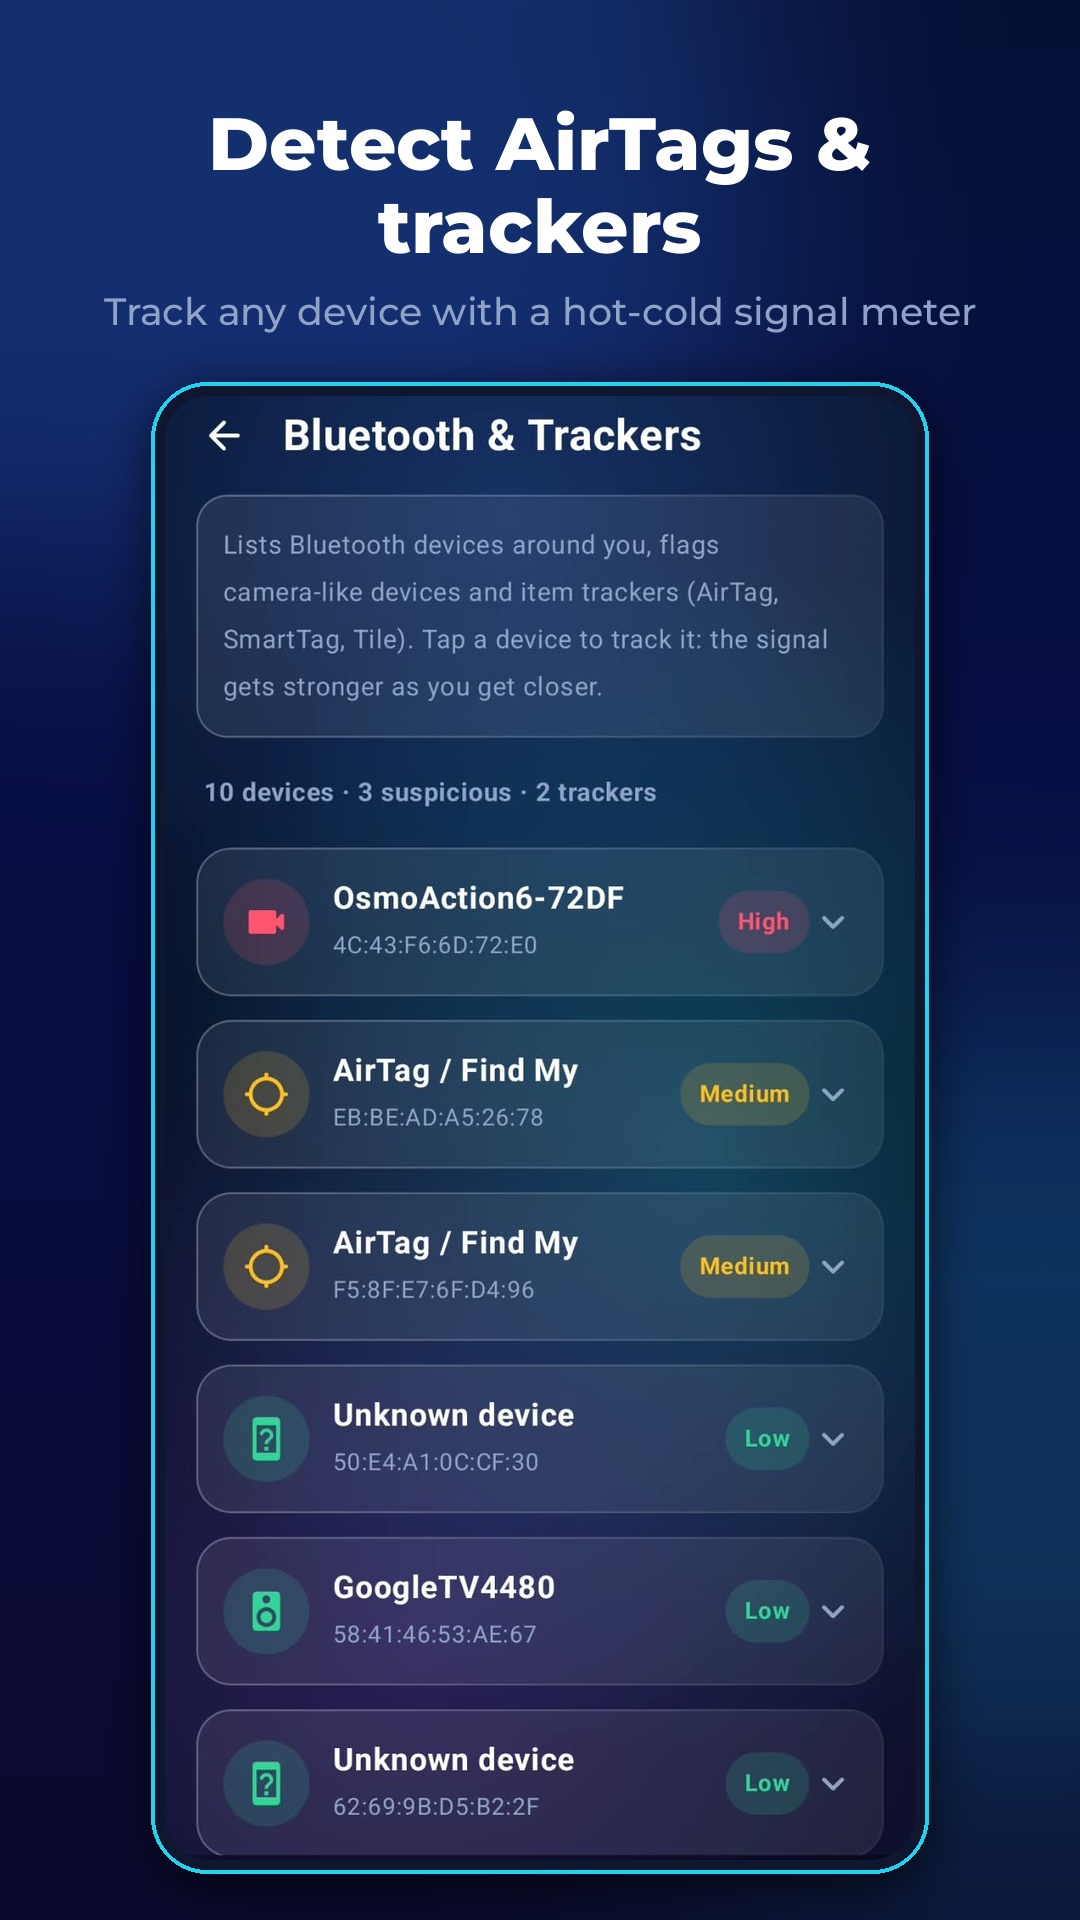 Detect AirTags &
trackers
Track any device with a hot-cold signal meter
Bluetooth & Trackers
Lists Bluetooth devices around you, flags
camera-like devices and item trackers (AirTag,
SmartTag, Tile). Tap a device to track it: the signal
gets stronger as you get closer.
10 devices · 3 suspicious · 2 trackers
OsmoAction6-72DF
4C:43:F6:6D:72:E0
High
AirTag / Find My
EB:BE:AD:A5:26:78
Medium
AirTag / Find My
F5:8F:E7:6F:D4:96
Medium
Unknown device
50:E4:A1:0C:CF:30
Low
GoogleTV4480
58:41:46:53:AE:67
Low
Unknown device
62:69:9B:D5:B2:2F
Low